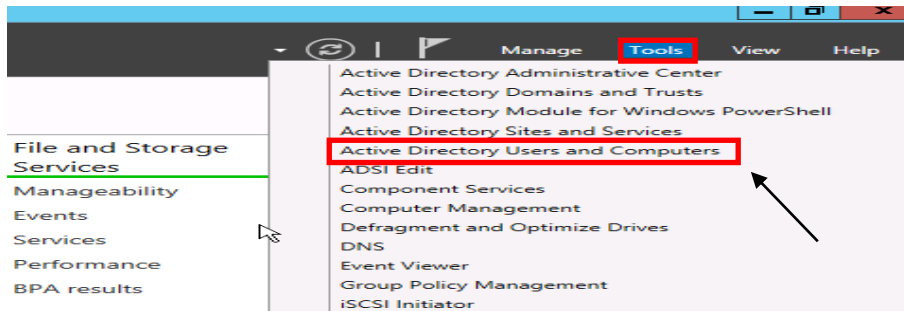 Manage Tools View Help
Active Directory Administrative Center
Active Directory Domains and Trusts
Active Directory Module for Windows PowerShell
Active Directory Sites and Services
Active Directory Users and Computers
ADSI Edit
Component Services
Computer Management
Defragment and Optimize Drives
DNS
Event Viewer
Group Policy Management
iSCSI Initiator
File and Storage
Services
Manageability
Events
Services
Performance
BPA results